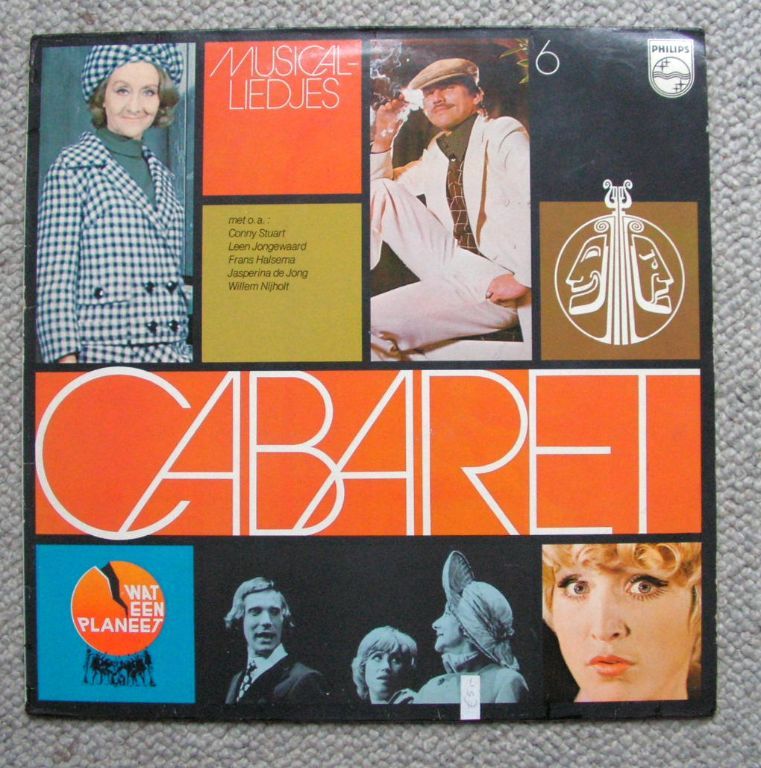 MUSICAL-
LIEDJES
6
PHILIPS
met o.a.:
Conny Stuart
Leen Jongewaard
Frans Halsema
Jasperina de Jong
Willem Nijholt
CABARET
WAT
EEN
PLANEET